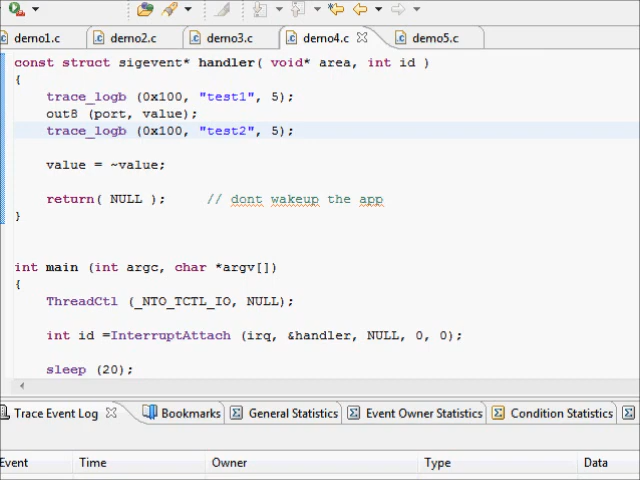 demo1.c demo2.c demo3.c demo4.c demo5.c
const struct sigevent* handler( void* area, int id )
{
trace_logb (0x100, "test1", 5);
out8 (port, value);
trace_logb (0x100, "test2", 5);
value = ~value;
return( NULL ); // dont wakeup the app
}
int main (int argc, char *argv[])
{
ThreadCtl (_NTO_TCTL_IO, NULL);
int id =InterruptAttach (irq, &handler, NULL, 0, 0);
sleep (20);
Trace Event Log Bookmarks General Statistics Event Owner Statistics Condition Statistics
Event Time Owner Type Data